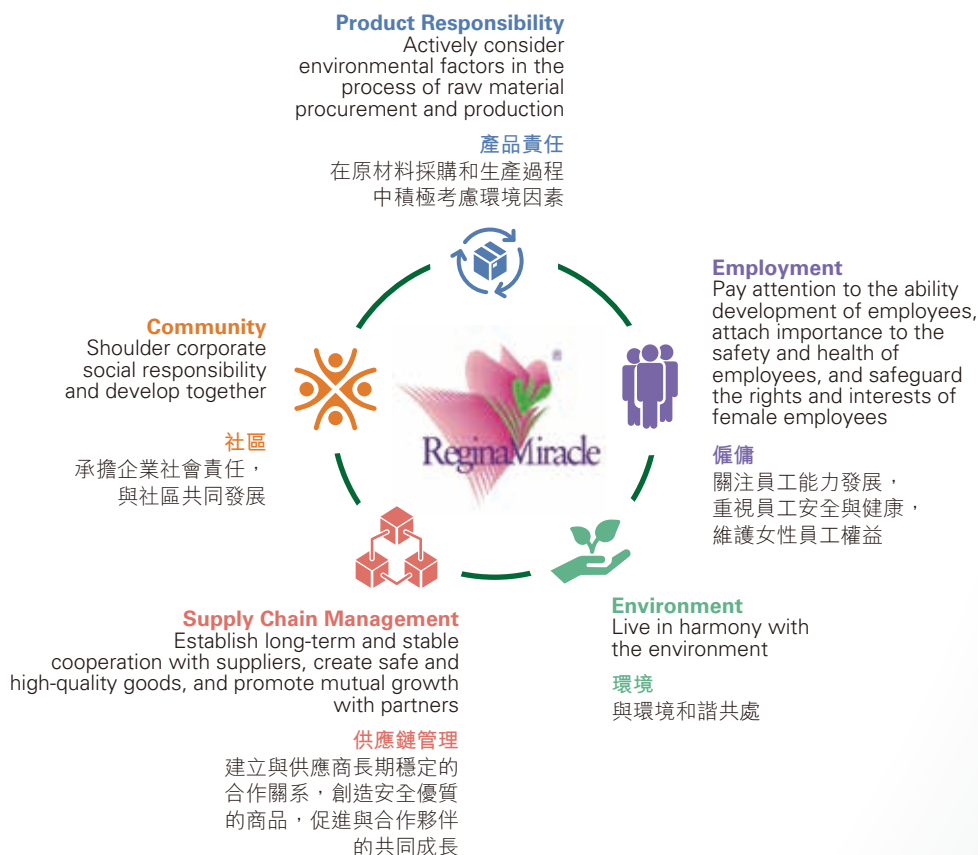 Product Responsibility
Actively consider
environmental factors in the
process of raw material
procurement and production
產品責任
在原材料採購和生產過程
中積極考慮環境因素
Employment
Pay attention to the ability
development of employees,
attach importance to the
safety and health of
employees, and safeguard
the rights and interests of
female employees
僱傭
關注員工能力發展，
重視員工安全與健康，
維護女性員工權益
Community
Shoulder corporate
social responsibility
and develop together
社區
承擔企業社會責任，
與社區共同發展
®
ReginaMiracle
Supply Chain Management
Establish long-term and stable
cooperation with suppliers, create safe and
high-quality goods, and promote mutual growth
with partners
供應鏈管理
建立與供應商長期穩定的
合作關系，創造安全優質
的商品，促進與合作夥伴
的共同成長
Environment
Live in harmony with
the environment
環境
與環境和諧共處